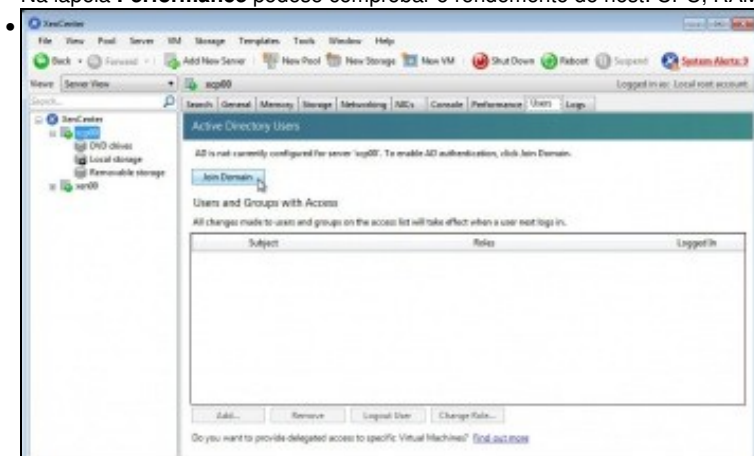 Na lapela Performance pódese comprobar o rendemento do host: CPU, RAM
XenCenter
File View Pool Server VM Storage Templates Tools Window Help
Back Forward Add New Server New Pool New Storage New VM Shut Down Reboot Suspend System Alerts: 3
Views: Server View xcp00 Logged in as: Local root account
Search... Search General Memory Storage Networking NICs Console Performance Users Logs
XenCenter
xcp00
DVD drives
Local storage
Removable storage
xen00
Active Directory Users
AD is not currently configured for server 'xcp00'. To enable AD authentication, click Join Domain.
Join Domain
Users and Groups with Access
All changes made to users and groups on the access list will take effect when a user next logs in.
Subject Roles Logged In
Add... Remove Logout User Change Role...
Do you want to provide delegated access to specific Virtual Machines? Find out more